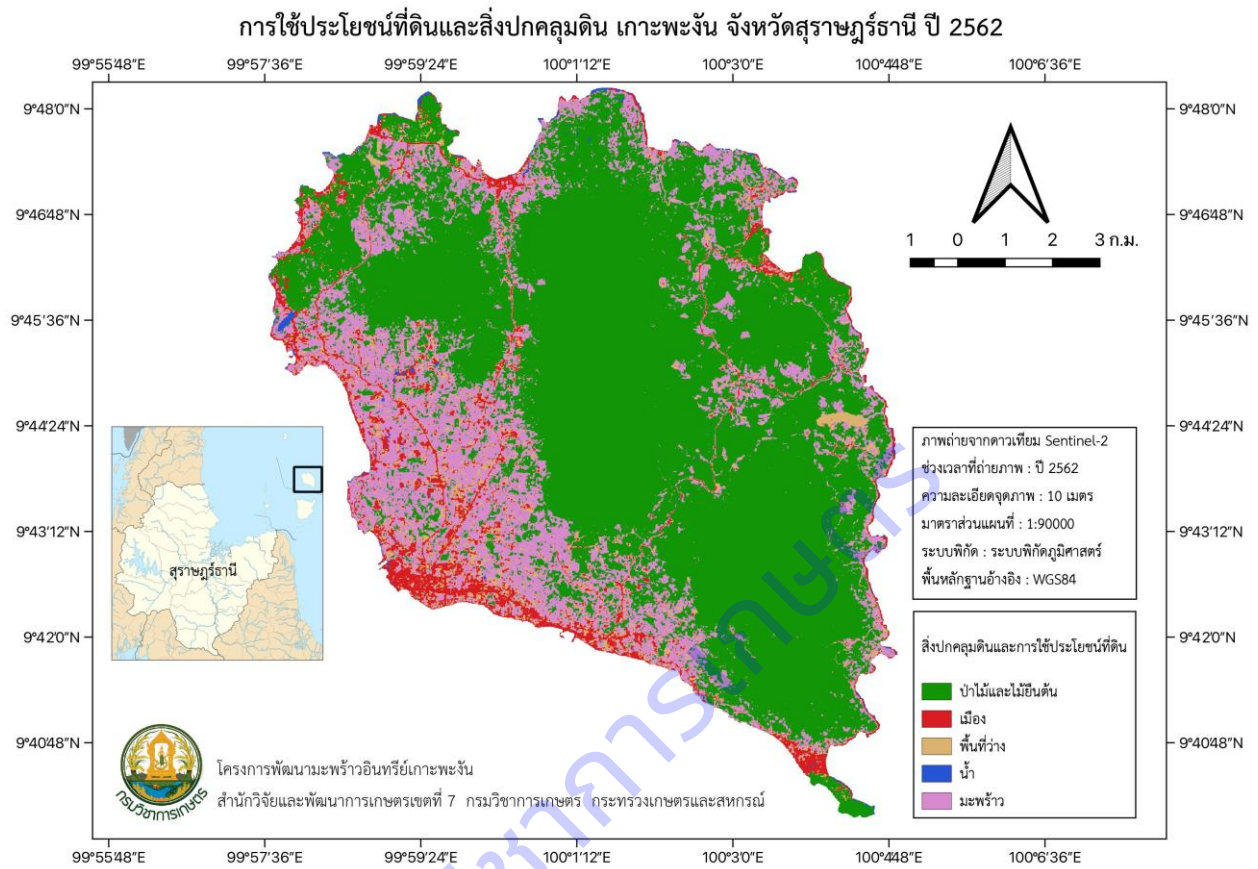 การใช้ประโยชน์ที่ดินและสิ่งปกคลุมดิน เกาะพะงัน จังหวัดสุราษฎร์ธานี ปี 2562
99°55'48"E 99°57'36"E 99°59'24"E 100°1'12"E 100°3'0"E 100°4'48"E 100°6'36"E
9°48'0"N 9°48'0"N
9°46'48"N 9°46'48"N
1 0 1 2 3 ก.ม.
9°45'36"N 9°45'36"N
9°44'24"N 9°44'24"N
ภาพถ่ายจากดาวเทียม Sentinel-2
ช่วงเวลาที่ถ่ายภาพ : ปี 2562
ความละเอียดจุดภาพ : 10 เมตร
มาตราส่วนแผนที่ : 1:90000
ระบบพิกัด : ระบบพิกัดภูมิศาสตร์
พื้นหลักฐานอ้างอิง : WGS84
9°43'12"N 9°43'12"N
สุราษฎร์ธานี
9°42'0"N 9°42'0"N
สิ่งปกคลุมดินและการใช้ประโยชน์ที่ดิน
ป่าไม้และไม้ยืนต้น
เมือง
พื้นที่ว่าง
น้ำ
มะพร้าว
9°40'48"N 9°40'48"N
กรมวิชาการเกษตร
โครงการพัฒนามะพร้าวอินทรีย์เกาะพะงัน
สำนักวิจัยและพัฒนาการเกษตรเขตที่ 7 กรมวิชาการเกษตร กระทรวงเกษตรและสหกรณ์
99°55'48"E 99°57'36"E 99°59'24"E 100°1'12"E 100°3'0"E 100°4'48"E 100°6'36"E
วิชาการเกษตร